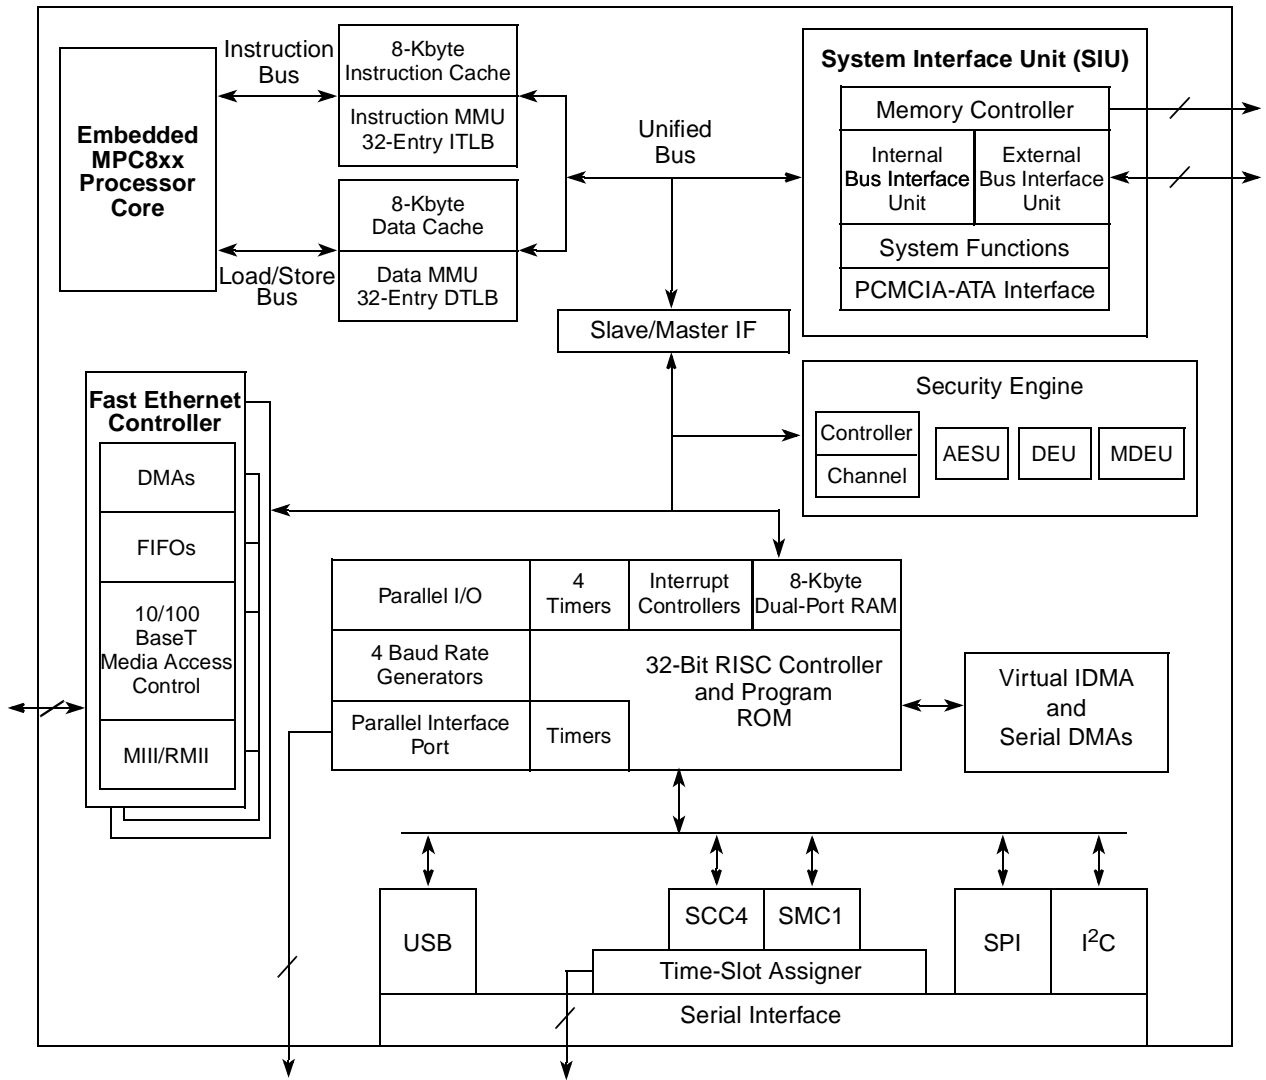 Instruction
Bus
8-Kbyte
Instruction Cache
Instruction MMU
32-Entry ITLB
Embedded
MPC8xx
Processor
Core
8-Kbyte
Data Cache
Data MMU
32-Entry DTLB
Load/Store
Bus
Unified
Bus
System Interface Unit (SIU)
Memory Controller
Internal
Bus Interface
Unit
External
Bus Interface
Unit
System Functions
PCMCIA-ATA Interface
Slave/Master IF
Security Engine
Controller
Channel
AESU
DEU
MDEU
Fast Ethernet
Controller
DMAs
FIFOs
10/100
BaseT
Media Access
Control
MIII/RMII
Parallel I/O
4
Timers
Interrupt
Controllers
8-Kbyte
Dual-Port RAM
4 Baud Rate
Generators
32-Bit RISC Controller
and Program
ROM
Parallel Interface
Port
Timers
Virtual IDMA
and
Serial DMAs
USB
SCC4
SMC1
SPI
I²C
Time-Slot Assigner
Serial Interface